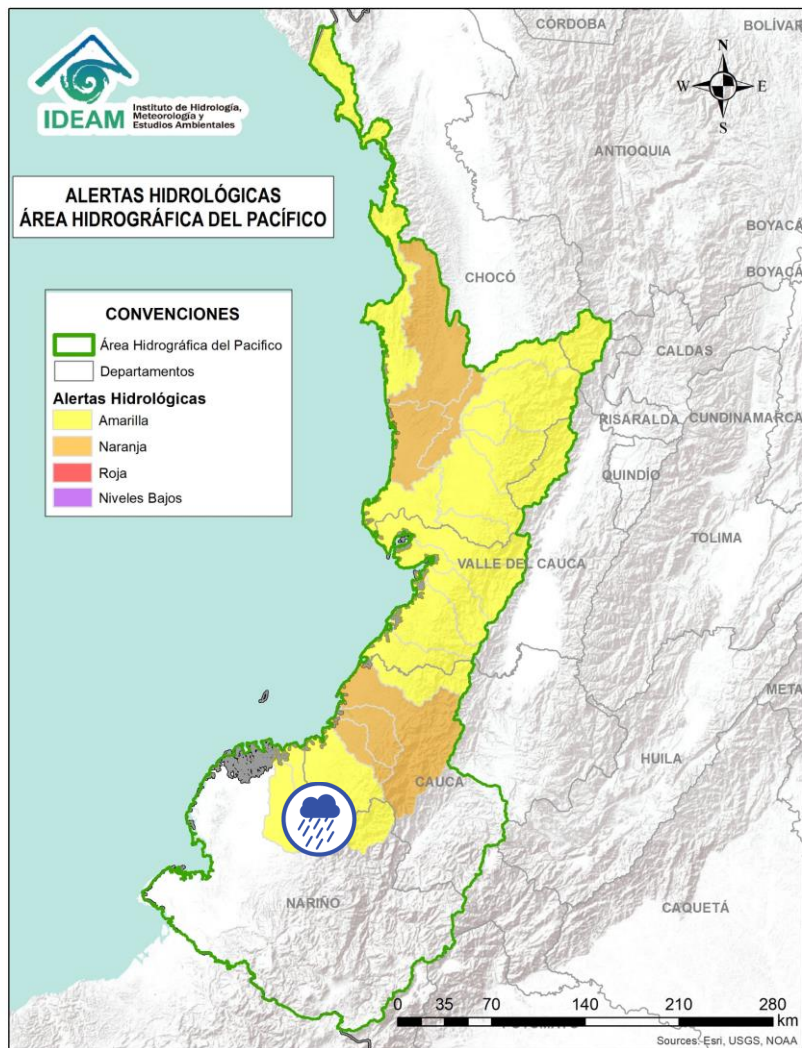 CÓRDOBA
BOLÍVAR
IDEAM
Instituto de Hidrología,
Meteorología y
Estudios Ambientales
N
W
E
S
ANTIOQUIA
ALERTAS HIDROLÓGICAS
ÁREA HIDROGRÁFICA DEL PACÍFICO
BOYACÁ
BOYACÁ
CHOCÓ
CONVENCIONES
Área Hidrográfica del Pacifico
Departamentos
Alertas Hidrológicas
Amarilla
Naranja
Roja
Niveles Bajos
CALDAS
RISARALDA
CUNDINAMARCA
QUINDÍO
TOLIMA
VALLE DEL CAUCA
META
HUILA
CAUCA
NARIÑO
CAQUETÁ
0 35 70 140 210 280
km
Sources: Esri, USGS, NOAA